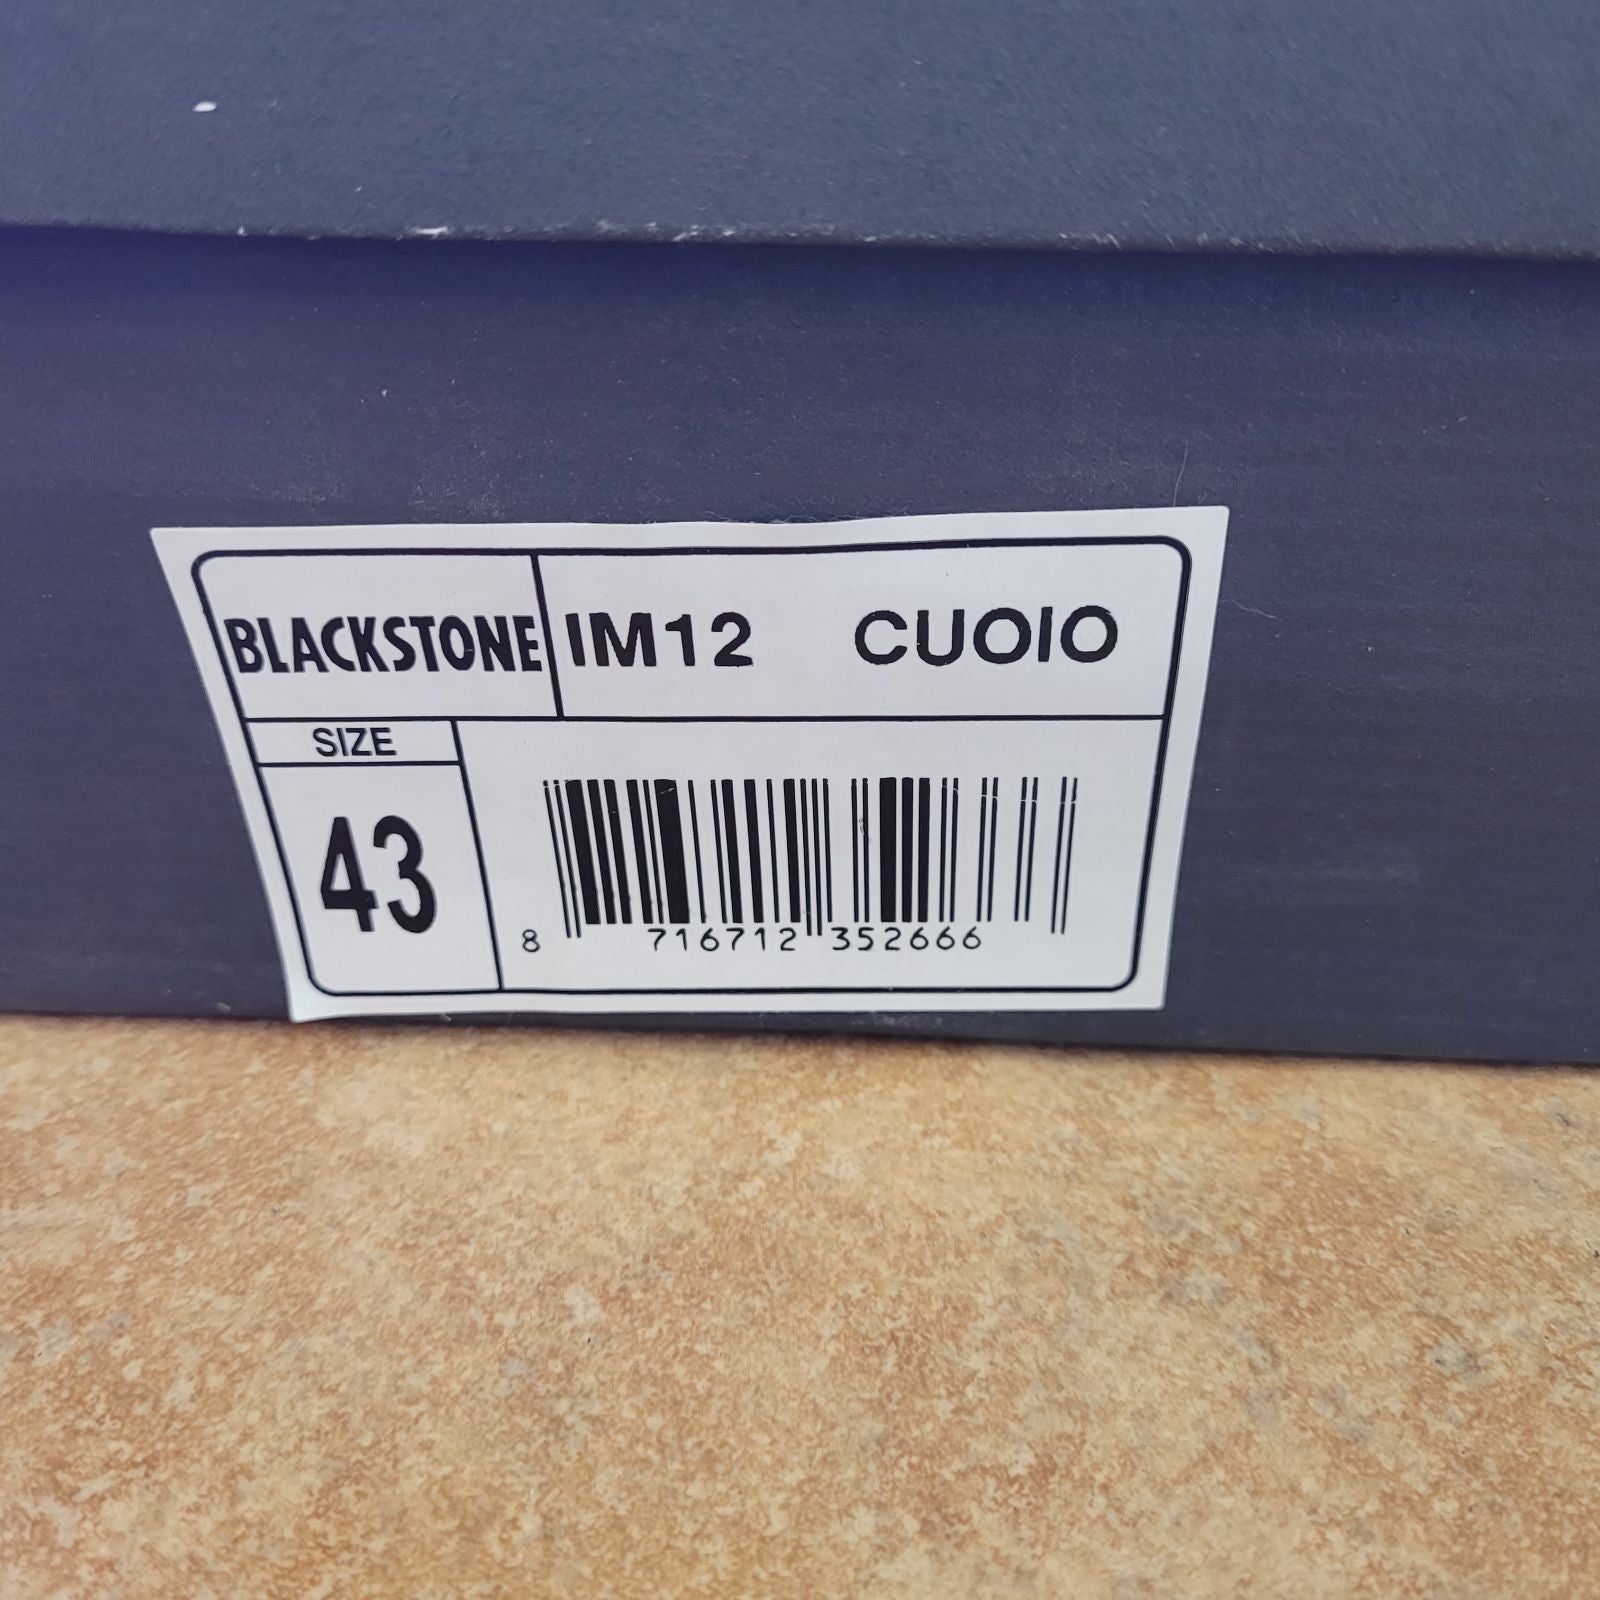 BLACKSTONE IM12 CUOIO
SIZE
43
8 716712 352666